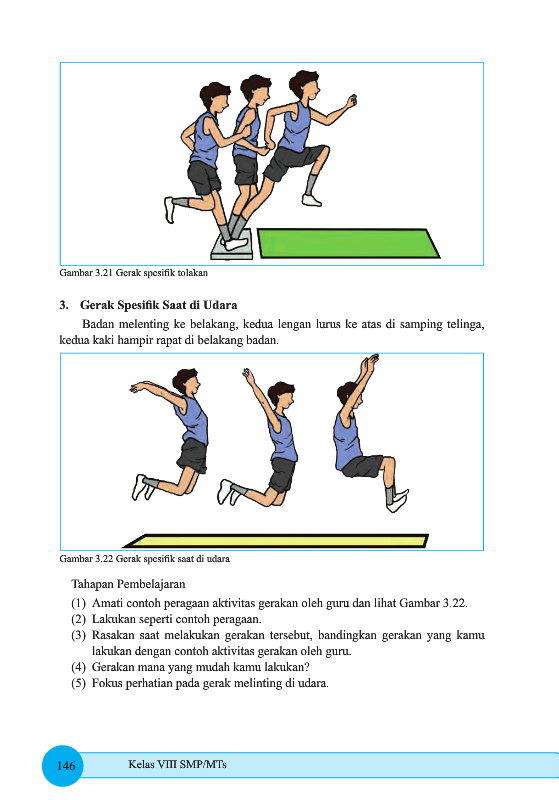 Gambar 3.21 Gerak spesifik tolakan
3. Gerak Spesifik Saat di Udara
Badan melenting ke belakang, kedua lengan lurus ke atas di samping telinga,
kedua kaki hampir rapat di belakang badan.
Gambar 3.22 Gerak spesifik saat di udara
Tahapan Pembelajaran
(1) Amati contoh peragaan aktivitas gerakan oleh guru dan lihat Gambar 3.22.
(2) Lakukan seperti contoh peragaan.
(3) Rasakan saat melakukan gerakan tersebut, bandingkan gerakan yang kamu
lakukan dengan contoh aktivitas gerakan oleh guru.
(4) Gerakan mana yang mudah kamu lakukan?
(5) Fokus perhatian pada gerak melinting di udara.
146 Kelas VIII SMP/MTs